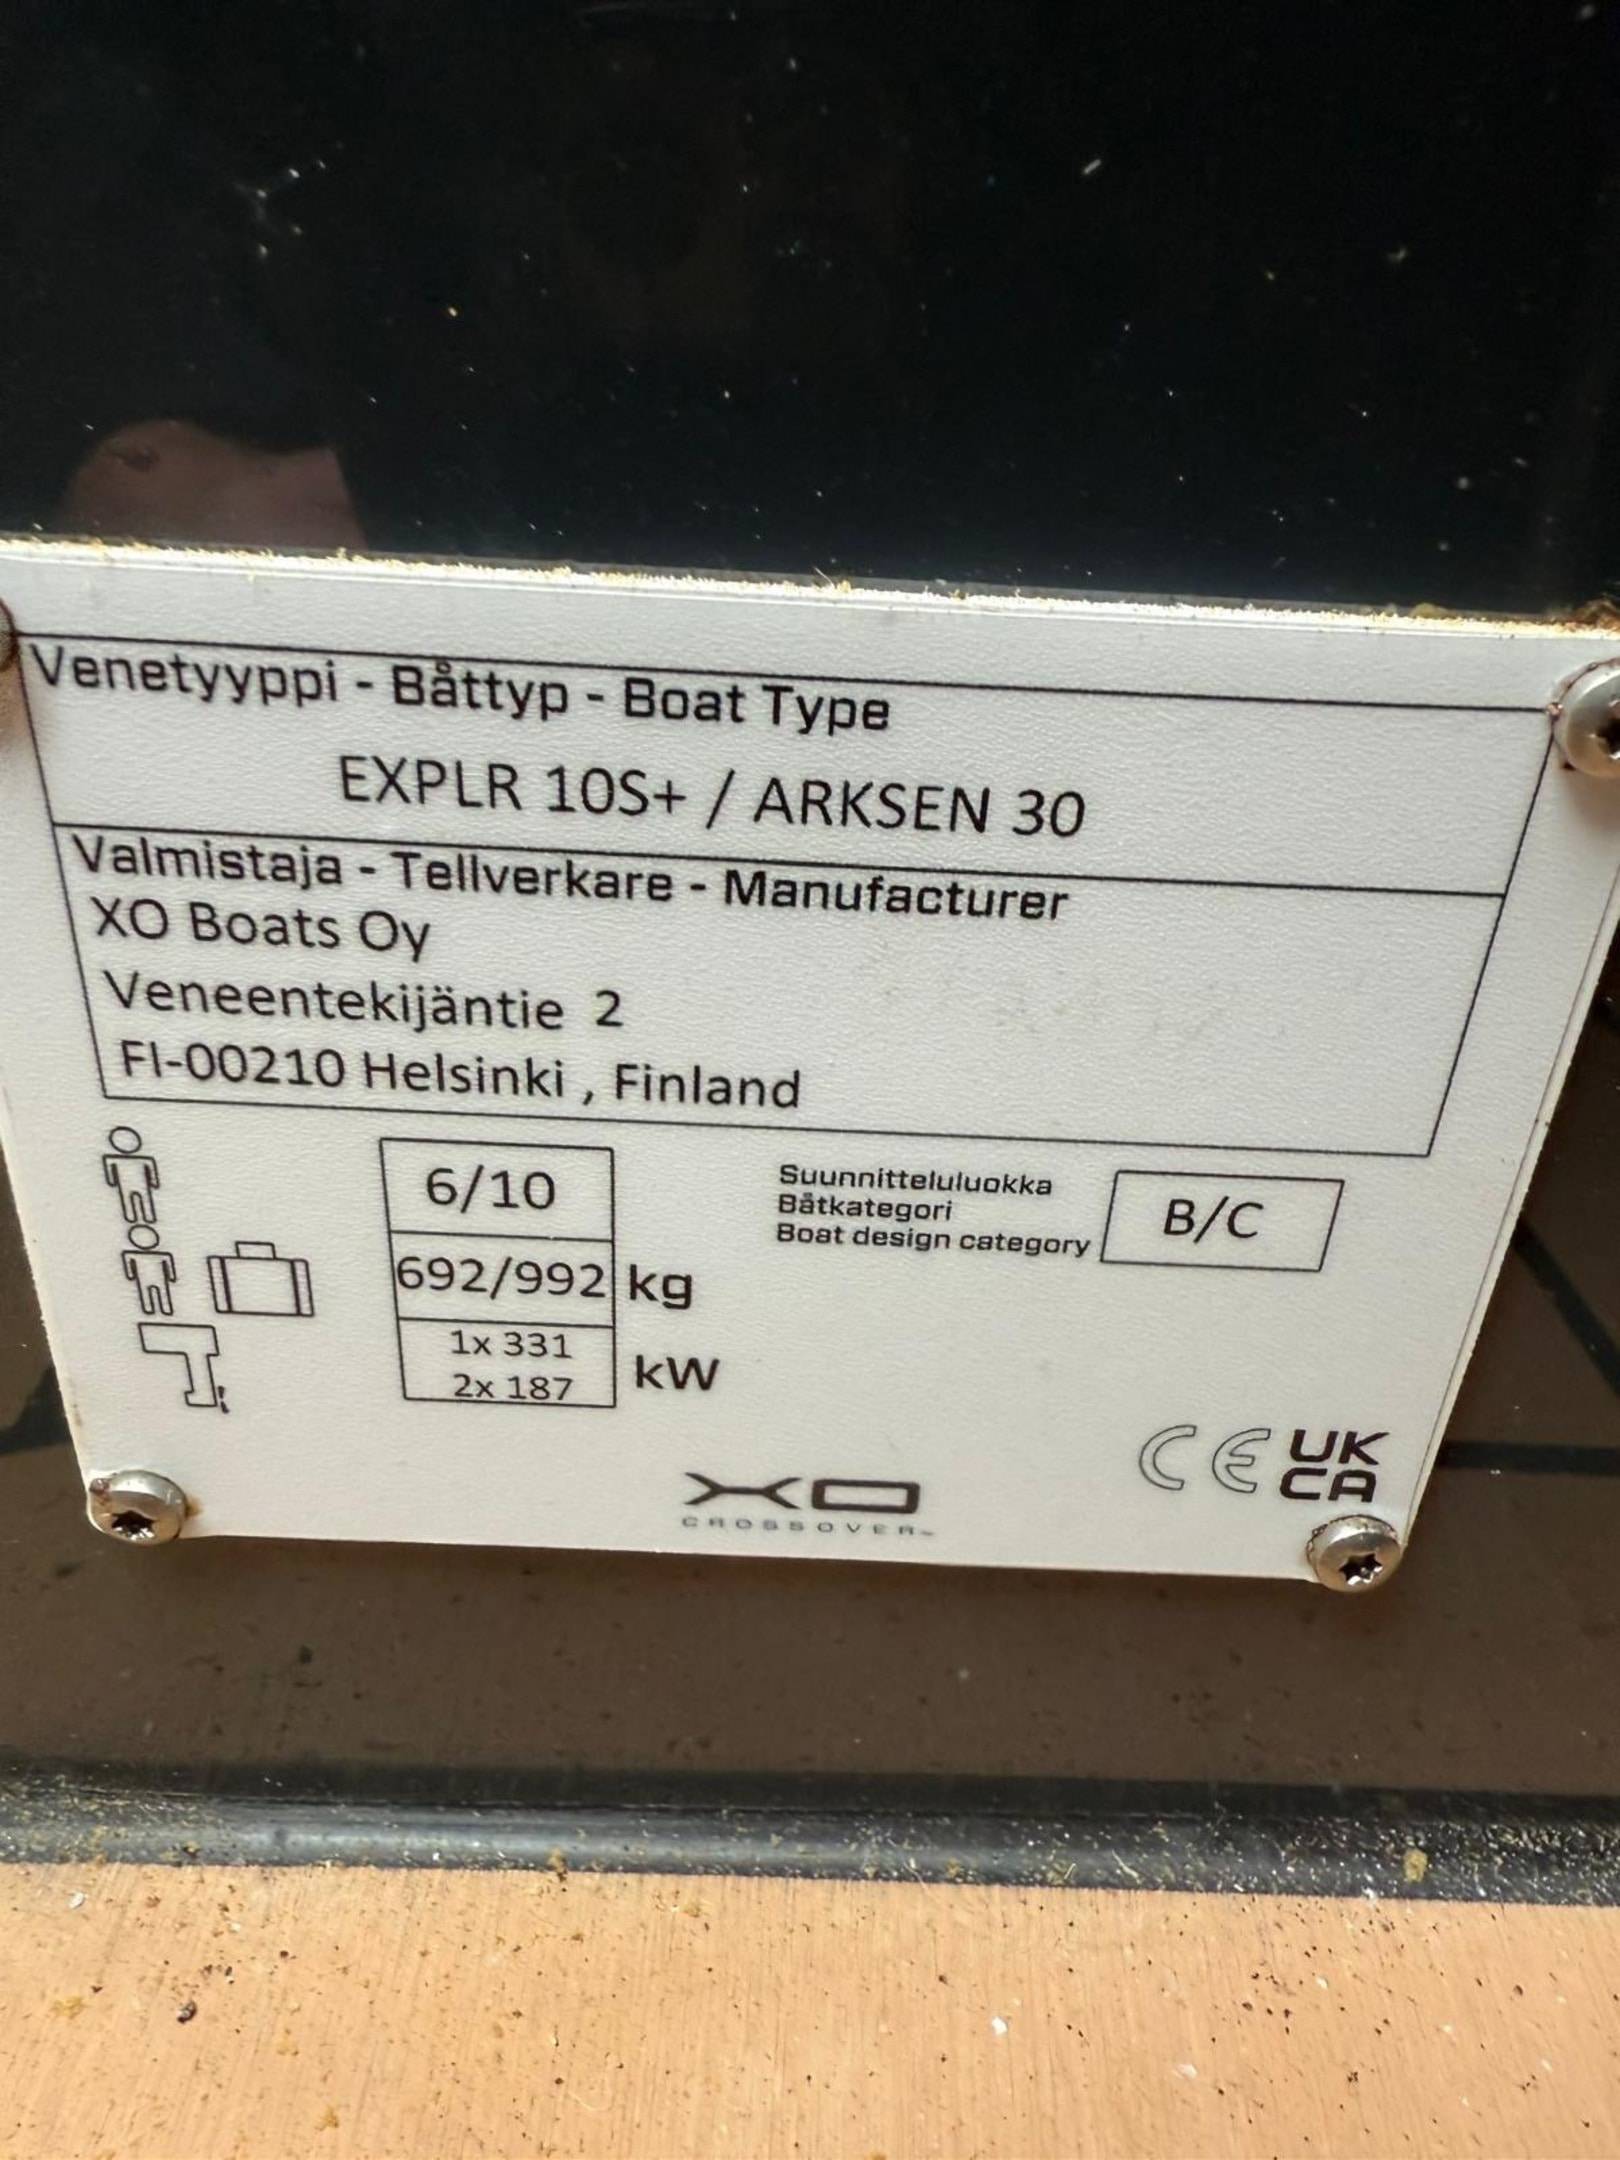 Venetyyppi - Båttyp - Boat Type
EXPLR 10S+ / ARKSEN 30
Valmistaja - Tellverkare - Manufacturer
XO Boats Oy
Veneentekijäntie 2
FI-00210 Helsinki , Finland
6/10
692/992 kg
1x 331
2x 187
kW
Suunnitteluluokka
Båtkategori
Boat design category
B/C
CE UK
CA
XO
CROSSOVER™